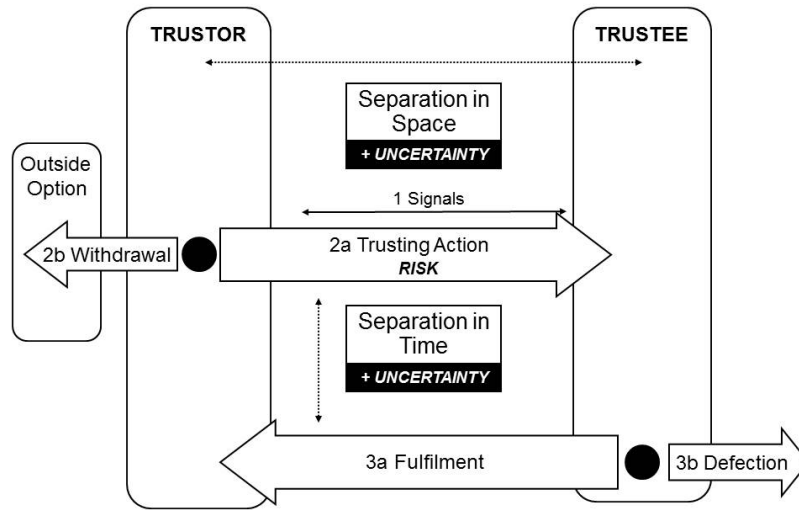 TRUSTOR
TRUSTEE
Separation in
Space
+ UNCERTAINTY
Outside
Option
1 Signals
2b Withdrawal
2a Trusting Action
RISK
Separation in
Time
+ UNCERTAINTY
3a Fulfilment
3b Defection